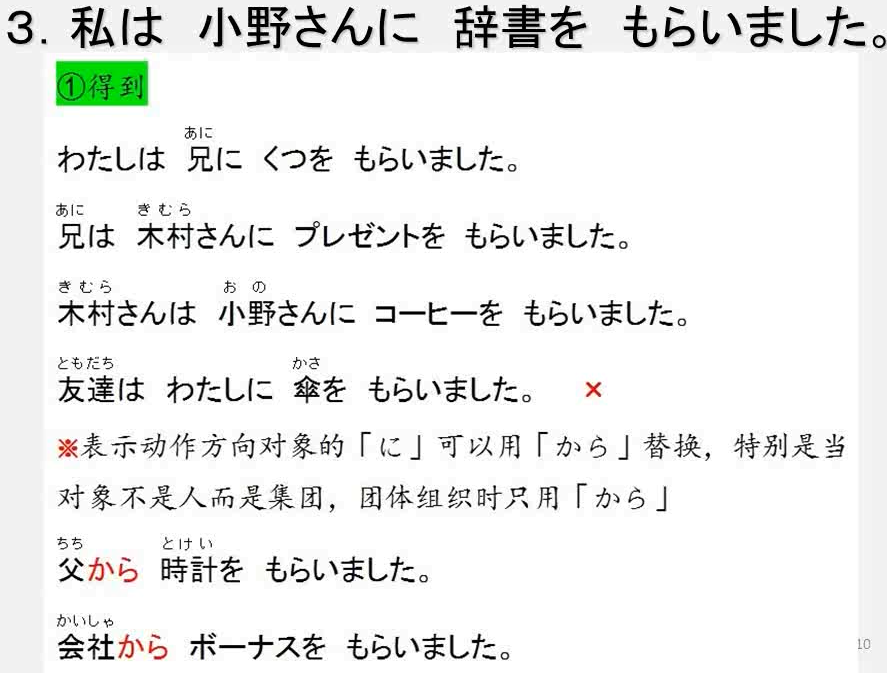 3．私は　小野さんに　辞書を　もらいました。
①得到
あに
わたしは　兄に　くつを　もらいました。
あに　きむら
兄は　木村さんに　プレゼントを　もらいました。
きむら　おの
木村さんは　小野さんに　コーヒーを　もらいました。
ともだち　かさ
友達は　わたしに　傘を　もらいました。　×
※表示动作方向对象的「に」可以用「から」替换，特别是当
对象不是人而是集团，团体组织时只用「から」
ちち　とけい
父から　時計を　もらいました。
かいしゃ
会社から　ボーナスを　もらいました。
10